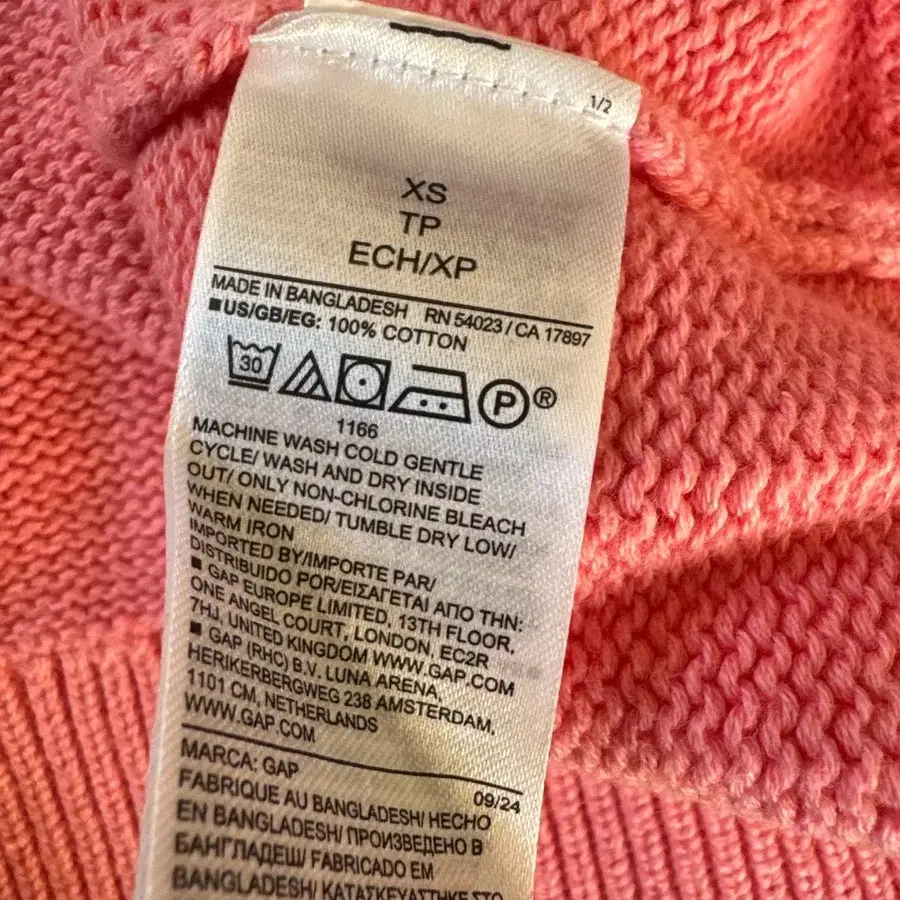 1/2
XS
TP
ECH/XP
MADE IN BANGLADESH RN 54023 / CA 17897
■US/GB/EG: 100% COTTON
30 P ®
1166
MACHINE WASH COLD GENTLE
CYCLE/ WASH AND DRY INSIDE
OUT/ ONLY NON-CHLORINE BLEACH
WHEN NEEDED/ TUMBLE DRY LOW/
WARM IRON
IMPORTED BY/IMPORTE PAR/
DISTRIBUIDO POR/ΕΙΣΑΓΕΤΑΙ ΑΠΟ ΤΗΝ:
■ GAP EUROPE LIMITED, 13TH FLOOR,
ONE ANGEL COURT, LONDON, EC2R
7HJ, UNITED KINGDOM WWW.GAP.COM
■ GAP (RHC) B.V. LUNA ARENA,
HERIKERBERGWEG 238 AMSTERDAM,
1101 CM, NETHERLANDS
WWW.GAP.COM
MARCA: GAP
09/24
FABRIQUE AU BANGLADESH/ HECHO
EN BANGLADESH/ ПРОИЗВЕДЕНО В
БАНГЛАДЕШ/ FABRICADO EM
BANGLADESH/ ΚΑΤΑΣΚΕΥΑΣΤΗΚΕ ΣΤΟ